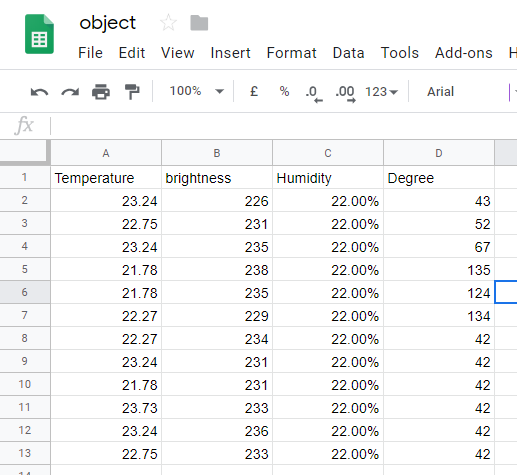 object
File Edit View Insert Format Data Tools Add-ons H
100% £ % .0 .00 123 Arial
fx
A B C D
1 Temperature brightness Humidity Degree
2 23.24 226 22.00% 43
3 22.75 231 22.00% 52
4 23.24 235 22.00% 67
5 21.78 238 22.00% 135
6 21.78 235 22.00% 124
7 22.27 229 22.00% 134
8 22.27 234 22.00% 42
9 23.24 231 22.00% 42
10 21.78 231 22.00% 42
11 23.73 233 22.00% 42
12 23.24 236 22.00% 42
13 22.75 233 22.00% 42